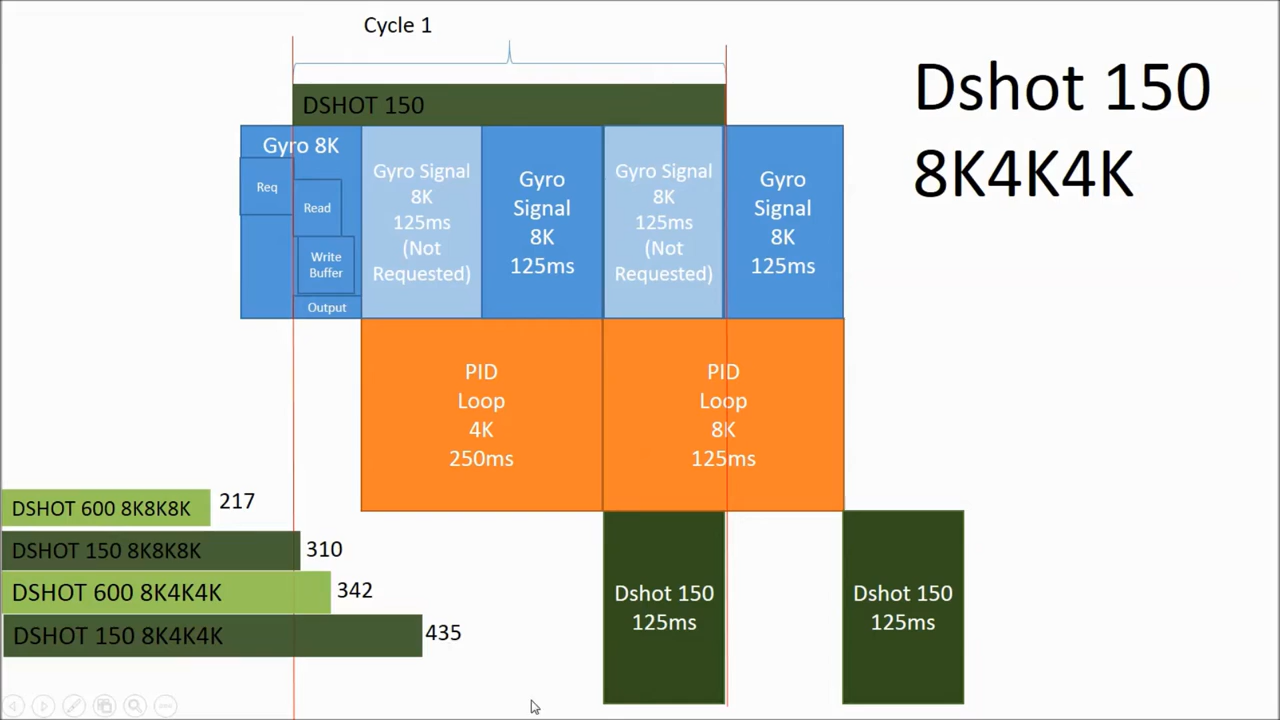 Cycle 1
Dshot 150
8K4K4K
DSHOT 150
Gyro 8K
Req
Read
Write
Buffer
Output
Gyro Signal
8K
125ms
(Not
Requested)
Gyro
Signal
8K
125ms
Gyro Signal
8K
125ms
(Not
Requested)
Gyro
Signal
8K
125ms
PID
Loop
4K
250ms
PID
Loop
8K
125ms
DSHOT 600 8K8K8K
217
DSHOT 150 8K8K8K
310
DSHOT 600 8K4K4K
342
DSHOT 150 8K4K4K
435
Dshot 150
125ms
Dshot 150
125ms